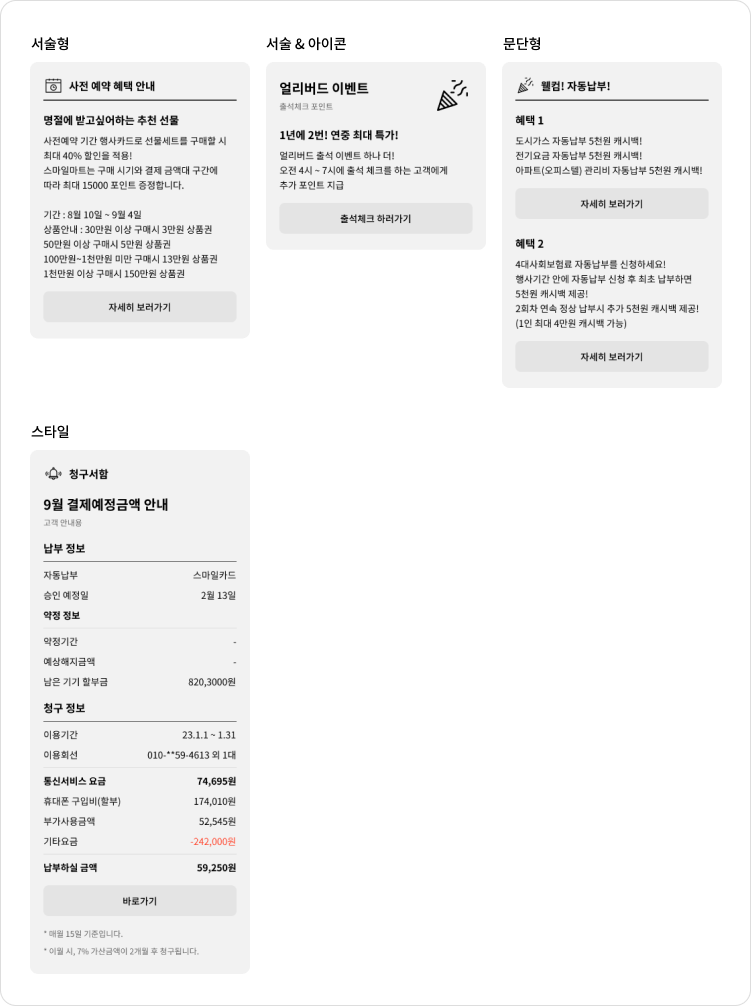 서술형
사전 예약 혜택 안내
명절에 받고싶어하는 추천 선물
사전예약 기간 행사카드로 선물세트를 구매할 시
최대 40% 할인을 적용!
스마일마트는 구매 시기와 결제 금액대 구간에
따라 최대 15000 포인트 증정합니다.
기간 : 8월 10일 ~ 9월 4일
상품안내 : 30만원 이상 구매시 3만원 상품권
50만원 이상 구매시 5만원 상품권
100만원~1천만원 미만 구매시 13만원 상품권
1천만원 이상 구매시 150만원 상품권
자세히 보러가기
서술 & 아이콘
얼리버드 이벤트
출석체크 포인트
1년에 2번! 연중 최대 특가!
얼리버드 출석 이벤트 하나 더!
오전 4시 ~ 7시에 출석 체크를 하는 고객에게
추가 포인트 지급
출석체크 하러가기
문단형
웰컴! 자동납부!
혜택 1
도시가스 자동납부 5천원 캐시백!
전기요금 자동납부 5천원 캐시백!
아파트(오피스텔) 관리비 자동납부 5천원 캐시백!
자세히 보러가기
혜택 2
4대사회보험료 자동납부를 신청하세요!
행사기간 안에 자동납부 신청 후 최초 납부하면
5천원 캐시백 제공!
2회차 연속 정상 납부시 추가 5천원 캐시백 제공!
(1인 최대 4만원 캐시백 가능)
자세히 보러가기
스타일
청구서함
9월 결제예정금액 안내
고객 안내용
납부 정보
자동납부 스마일카드
승인 예정일 2월 13일
약정 정보
약정기간 -
예상해지금액 -
남은 기기 할부금 820,3000원
청구 정보
이용기간 23.1.1 ~ 1.31
이용회선 010-**59-4613 외 1대
통신서비스 요금 74,695원
휴대폰 구입비(할부) 174,010원
부가사용금액 52,545원
기타요금 -242,000원
납부하실 금액 59,250원
바로가기
* 매월 15일 기준입니다.
* 이월 시, 7% 가산금액이 2개월 후 청구됩니다.